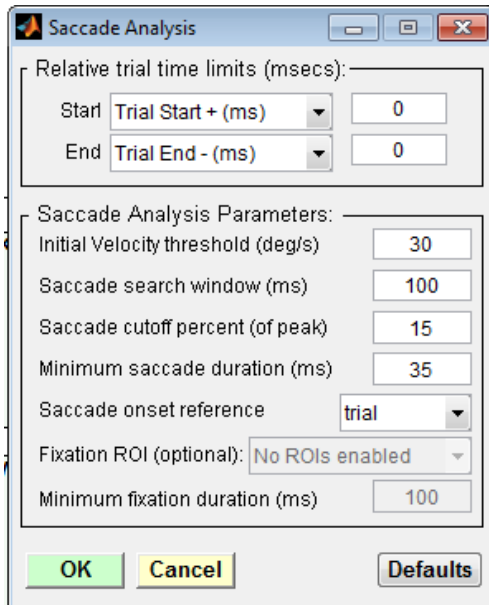 Saccade Analysis
Relative trial time limits (msecs):
Start Trial Start + (ms) 0
End Trial End - (ms) 0
Saccade Analysis Parameters:
Initial Velocity threshold (deg/s) 30
Saccade search window (ms) 100
Saccade cutoff percent (of peak) 15
Minimum saccade duration (ms) 35
Saccade onset reference trial
Fixation ROI (optional): No ROIs enabled
Minimum fixation duration (ms) 100
OK Cancel Defaults